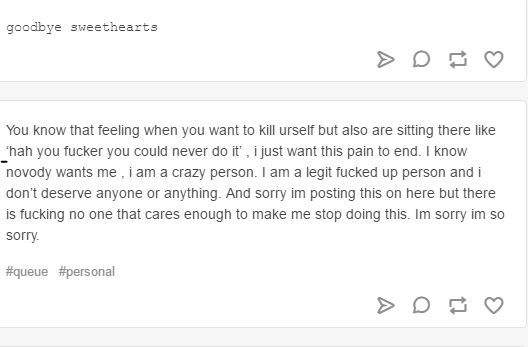 goodbye sweethearts
You know that feeling when you want to kill urself but also are sitting there like
‘hah you fucker you could never do it’ , i just want this pain to end. I know
novody wants me , i am a crazy person. I am a legit fucked up person and i
don’t deserve anyone or anything. And sorry im posting this on here but there
is fucking no one that cares enough to make me stop doing this. Im sorry im so
sorry.
#queue #personal